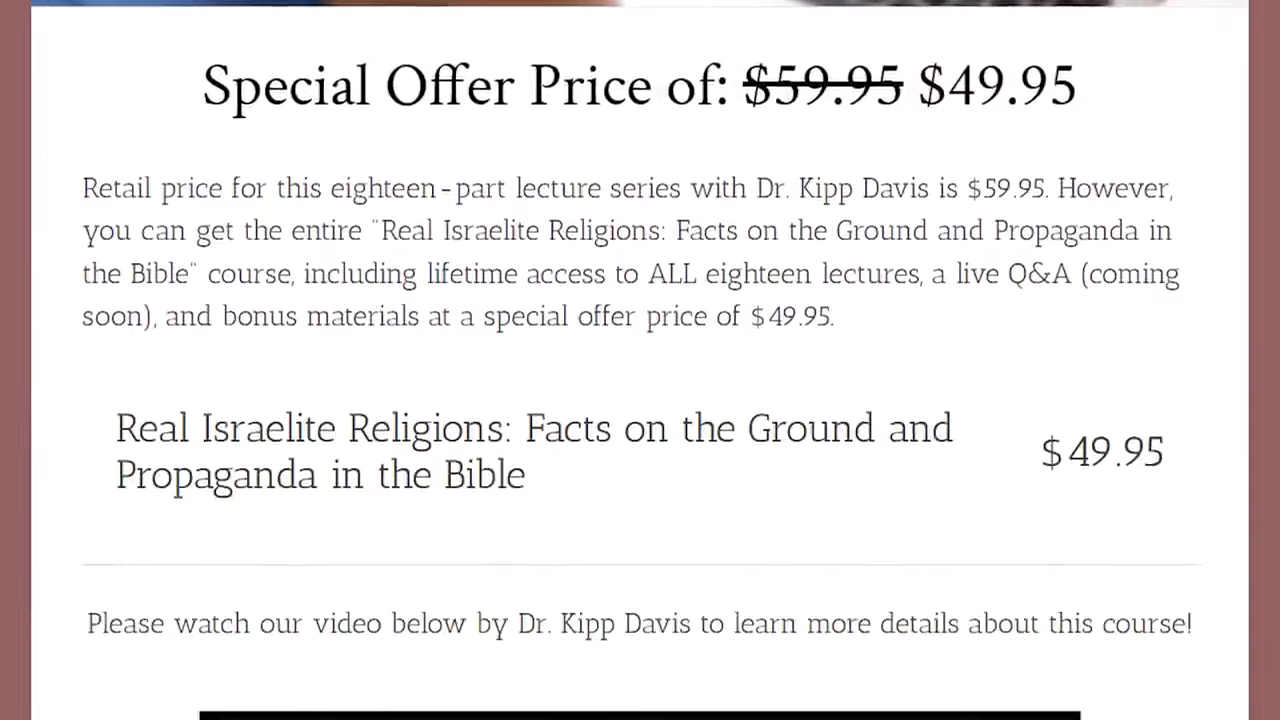 Special Offer Price of: $59.95 $49.95
Retail price for this eighteen-part lecture series with Dr. Kipp Davis is $59.95. However,
you can get the entire "Real Israelite Religions: Facts on the Ground and Propaganda in
the Bible" course, including lifetime access to ALL eighteen lectures, a live Q&A (coming
soon), and bonus materials at a special offer price of $49.95.
Real Israelite Religions: Facts on the Ground and
Propaganda in the Bible
$49.95
Please watch our video below by Dr. Kipp Davis to learn more details about this course!